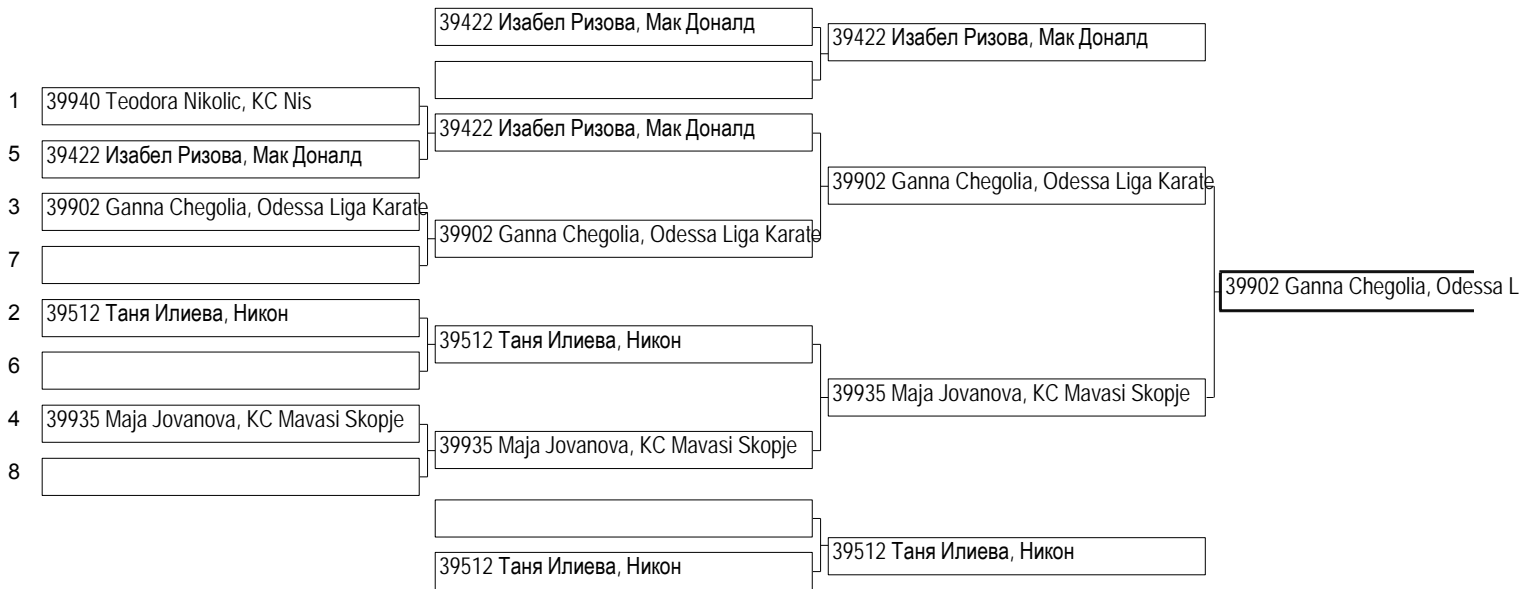 39422 Изабел Ризова, Мак Доналд
39422 Изабел Ризова, Мак Доналд
1 39940 Teodora Nikolic, KC Nis
39422 Изабел Ризова, Мак Доналд
5 39422 Изабел Ризова, Мак Доналд
39902 Ganna Chegolia, Odessa Liga Karate
3 39902 Ganna Chegolia, Odessa Liga Karate
39902 Ganna Chegolia, Odessa Liga Karate
7
39902 Ganna Chegolia, Odessa L
2 39512 Таня Илиева, Никон
39512 Таня Илиева, Никон
6
39935 Maja Jovanova, KC Mavasi Skopje
4 39935 Maja Jovanova, KC Mavasi Skopje
39935 Maja Jovanova, KC Mavasi Skopje
8
39512 Таня Илиева, Никон
39512 Таня Илиева, Никон